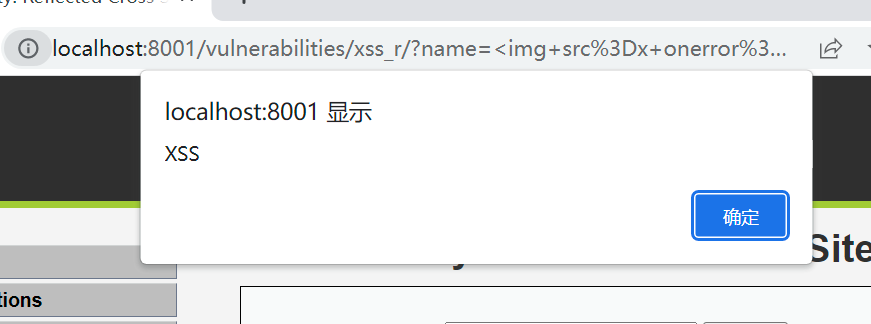 localhost:8001/vulnerabilities/xss_r/?name=<img+src%3Dx+onerror%3...
localhost:8001 显示
XSS
确定
Site
tions